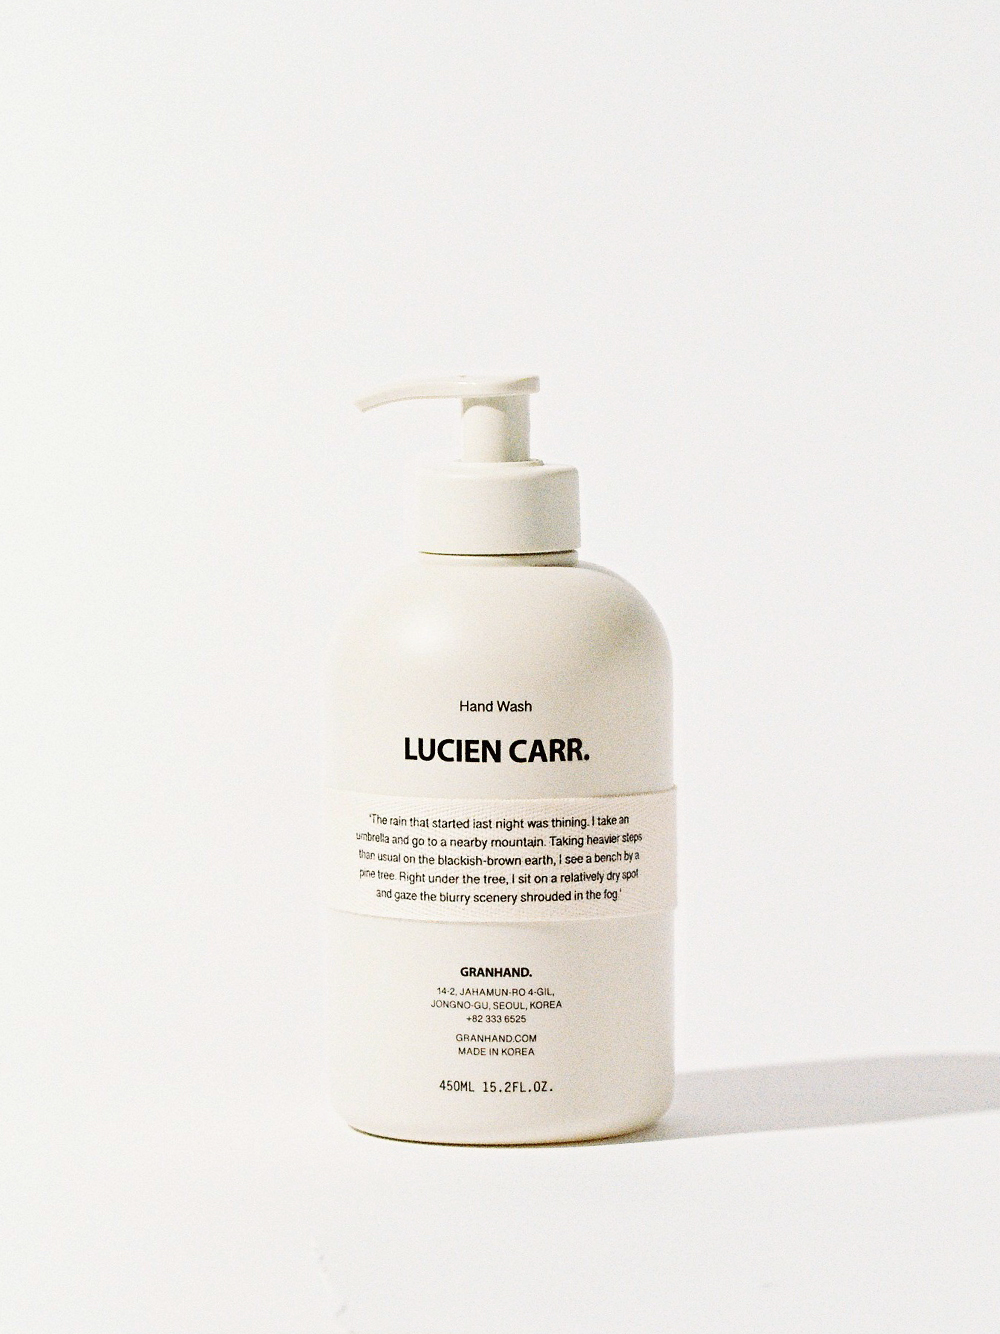 Hand Wash
LUCIEN CARR.
'The rain that started last night was thining. I take an
umbrella and go to a nearby mountain. Taking heavier steps
than usual on the blackish-brown earth, I see a bench by a
pine tree. Right under the tree, I sit on a relatively dry spot
and gaze the blurry scenery shrouded in the fog.'
GRANHAND.
14-2, JAHAMUN-RO 4-GIL,
JONGNO-GU, SEOUL, KOREA
+82 333 6525
GRANHAND.COM
MADE IN KOREA
450ML 15.2FL.OZ.